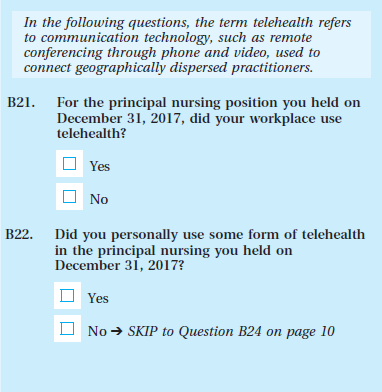 In the following questions, the term telehealth refers
to communication technology, such as remote
conferencing through phone and video, used to
connect geographically dispersed practitioners.
B21. For the principal nursing position you held on
December 31, 2017, did your workplace use
telehealth?
Yes
No
B22. Did you personally use some form of telehealth
in the principal nursing you held on
December 31, 2017?
Yes
No ➔ SKIP to Question B24 on page 10